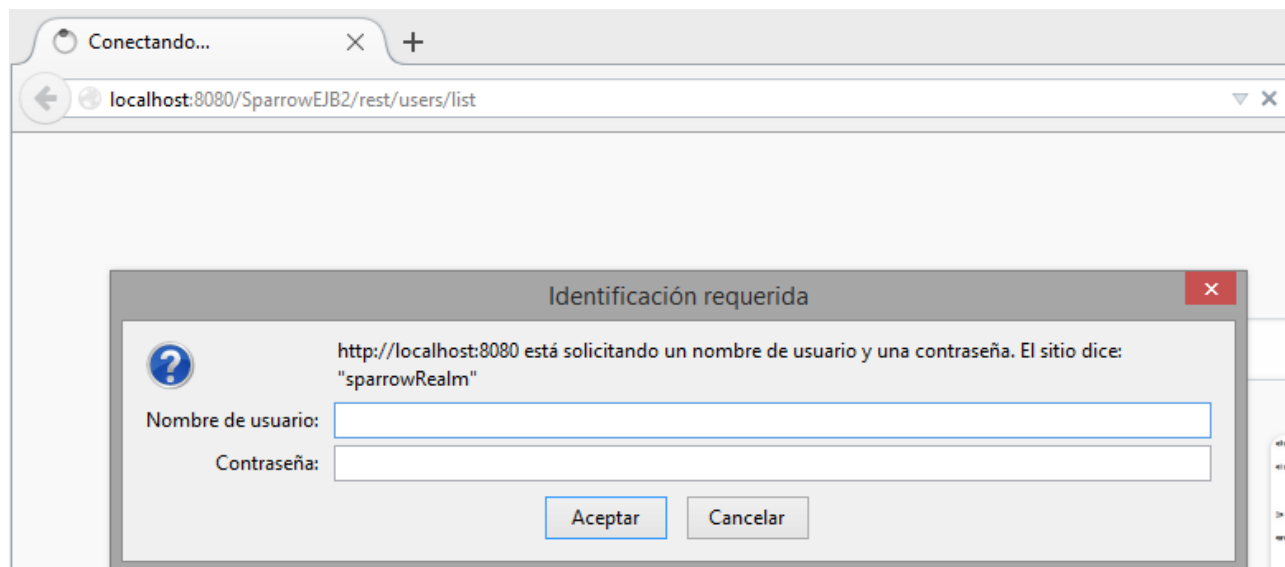 Conectando...
localhost:8080/SparrowEJB2/rest/users/list
Identificación requerida
http://localhost:8080 está solicitando un nombre de usuario y una contraseña. El sitio dice:
"sparrowRealm"
Nombre de usuario:
Contraseña:
Aceptar Cancelar